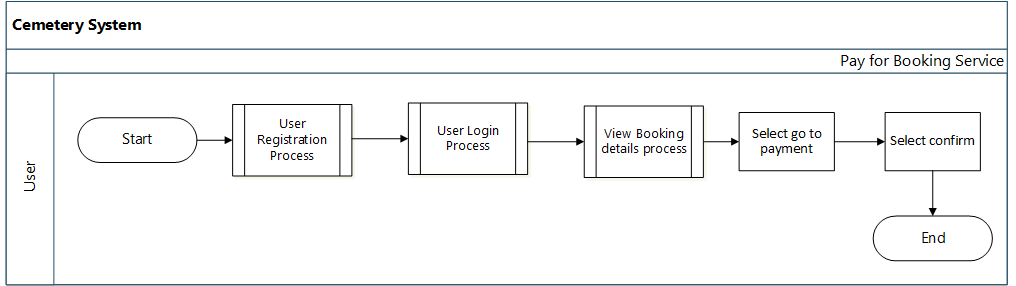 Cemetery System
Pay for Booking Service
User
Start
User
Registration
Process
User Login
Process
View Booking
details process
Select go to
payment
Select confirm
End